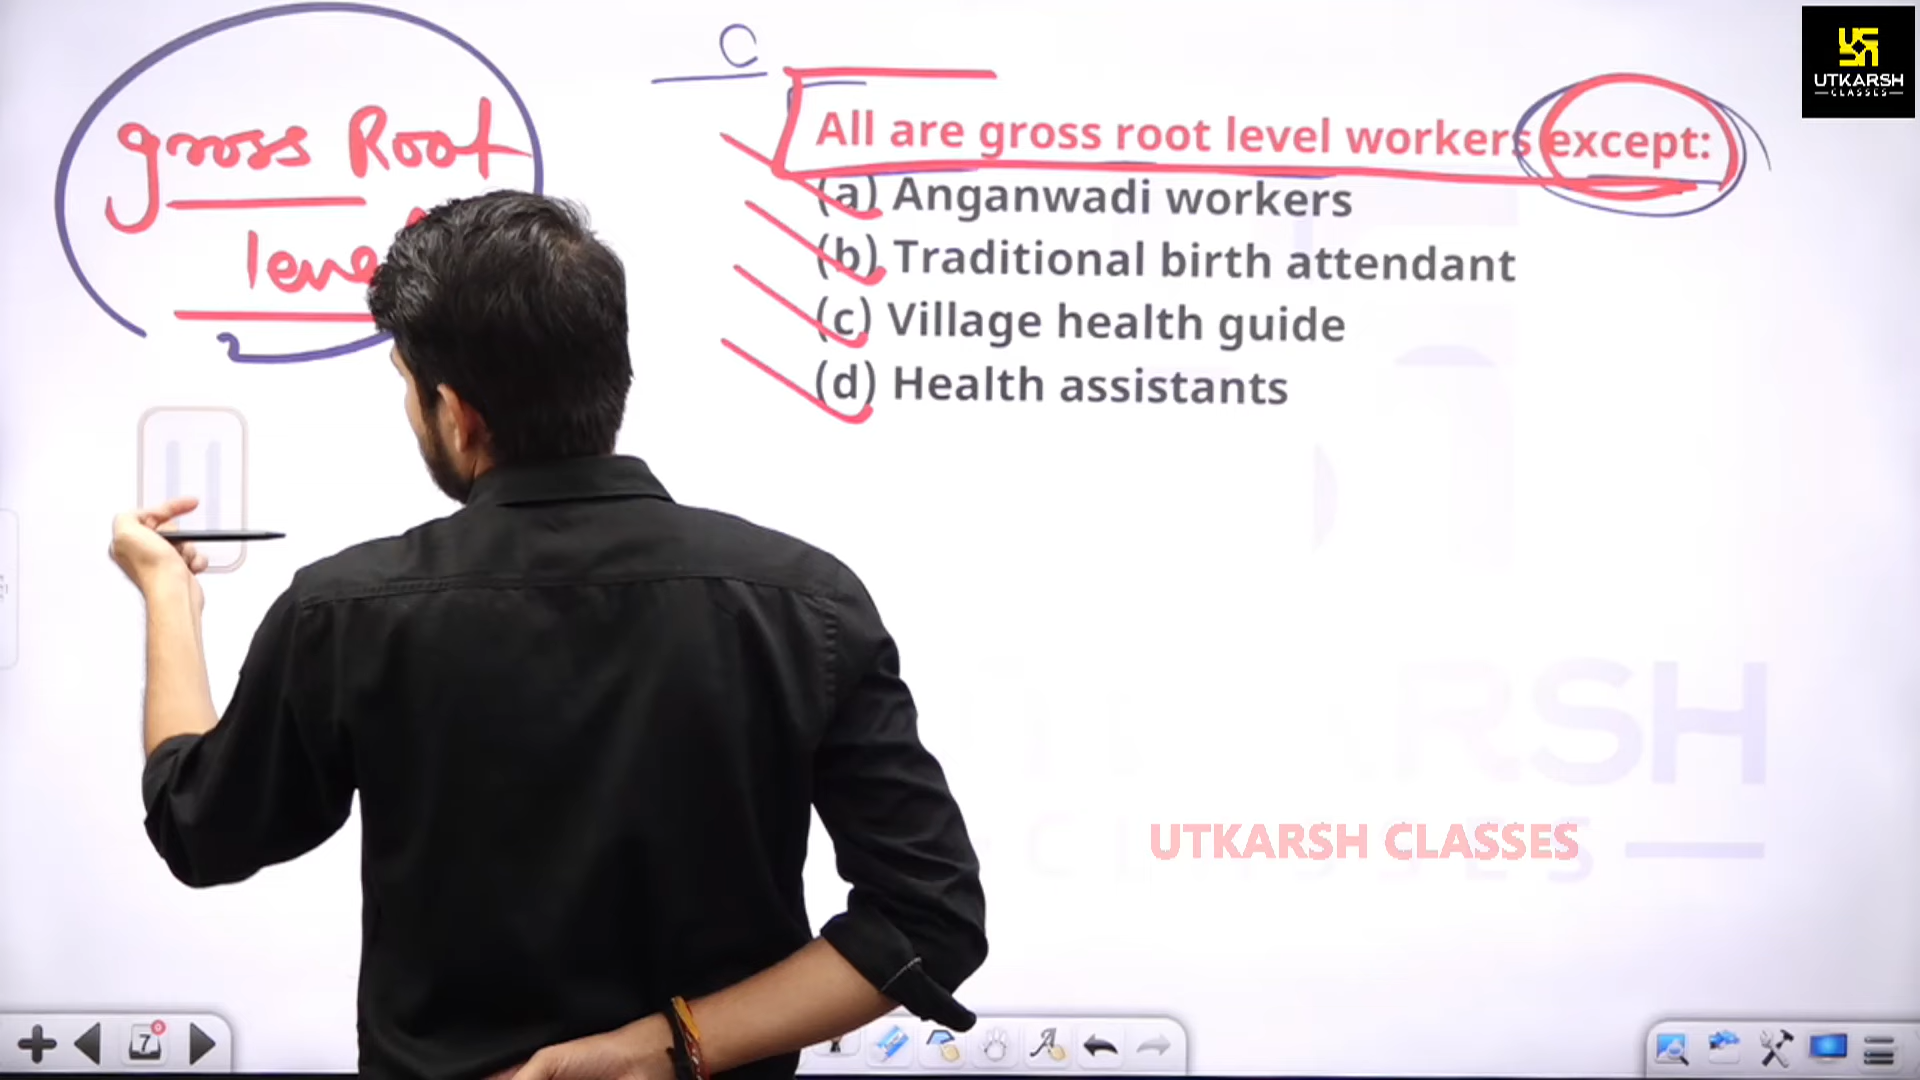 gross Root
C
All are gross root level workers except:
(a) Anganwadi workers
(b) Traditional birth attendant
(c) Village health guide
(d) Health assistants
UTKARSH
CLASSES
UTKARSH CLASSES
7